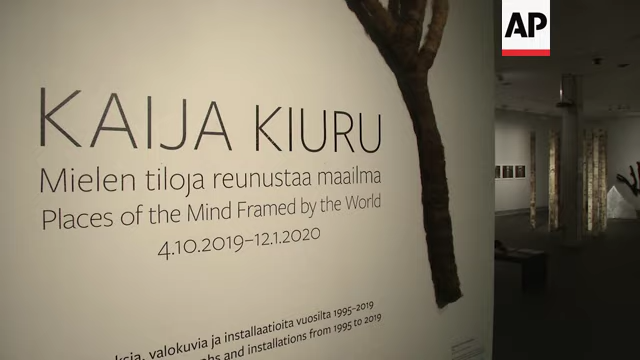 AP
KAIJA KIURU
Mielen tiloja reunustaa maailma
Places of the Mind Framed by the World
4.10.2019–12.1.2020
valokuvia ja installaatioita vuosilta 1995–2019
and installations from 1995 to 2019